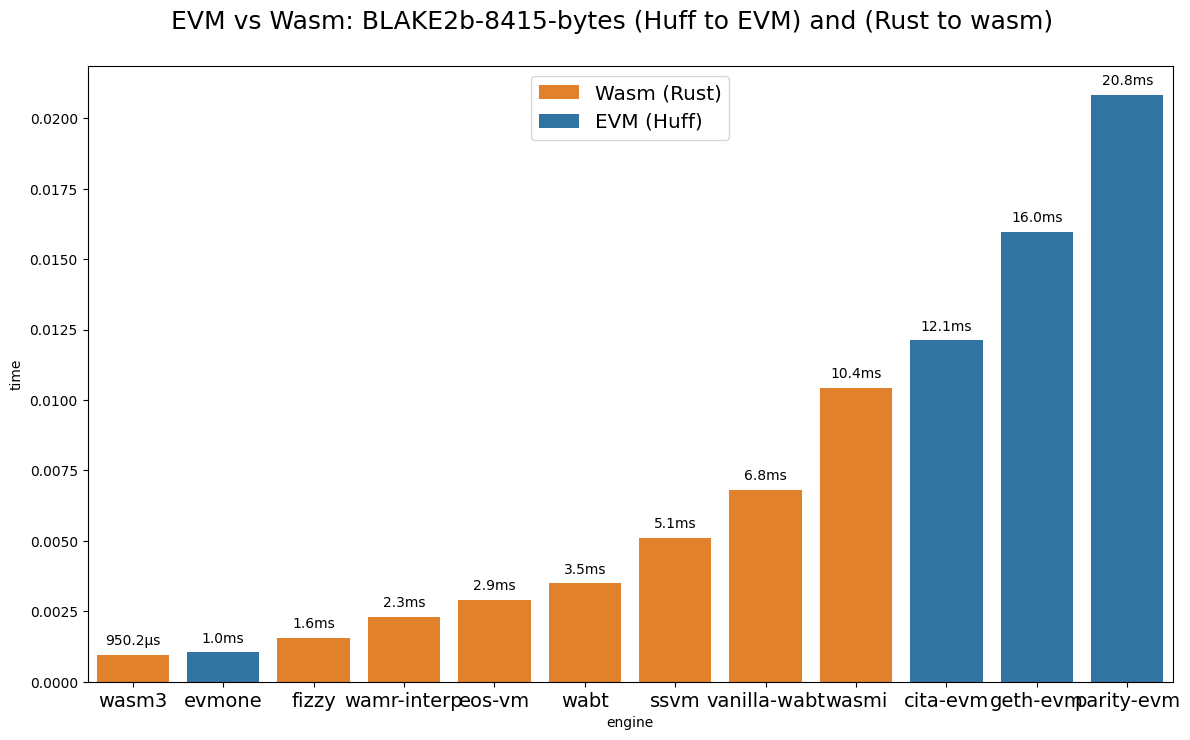 EVM vs Wasm: BLAKE2b-8415-bytes (Huff to EVM) and (Rust to wasm)
Wasm (Rust)
EVM (Huff)
time
0.0200
0.0175
0.0150
0.0125
0.0100
0.0075
0.0050
0.0025
0.0000
950.2µs
1.0ms
1.6ms
2.3ms
2.9ms
3.5ms
5.1ms
6.8ms
10.4ms
12.1ms
16.0ms
20.8ms
wasm3
evmone
fizzy
wamr-interp
eos-vm
wabt
ssvm
vanilla-wabt
wasmi
cita-evm
geth-evm
parity-evm
engine